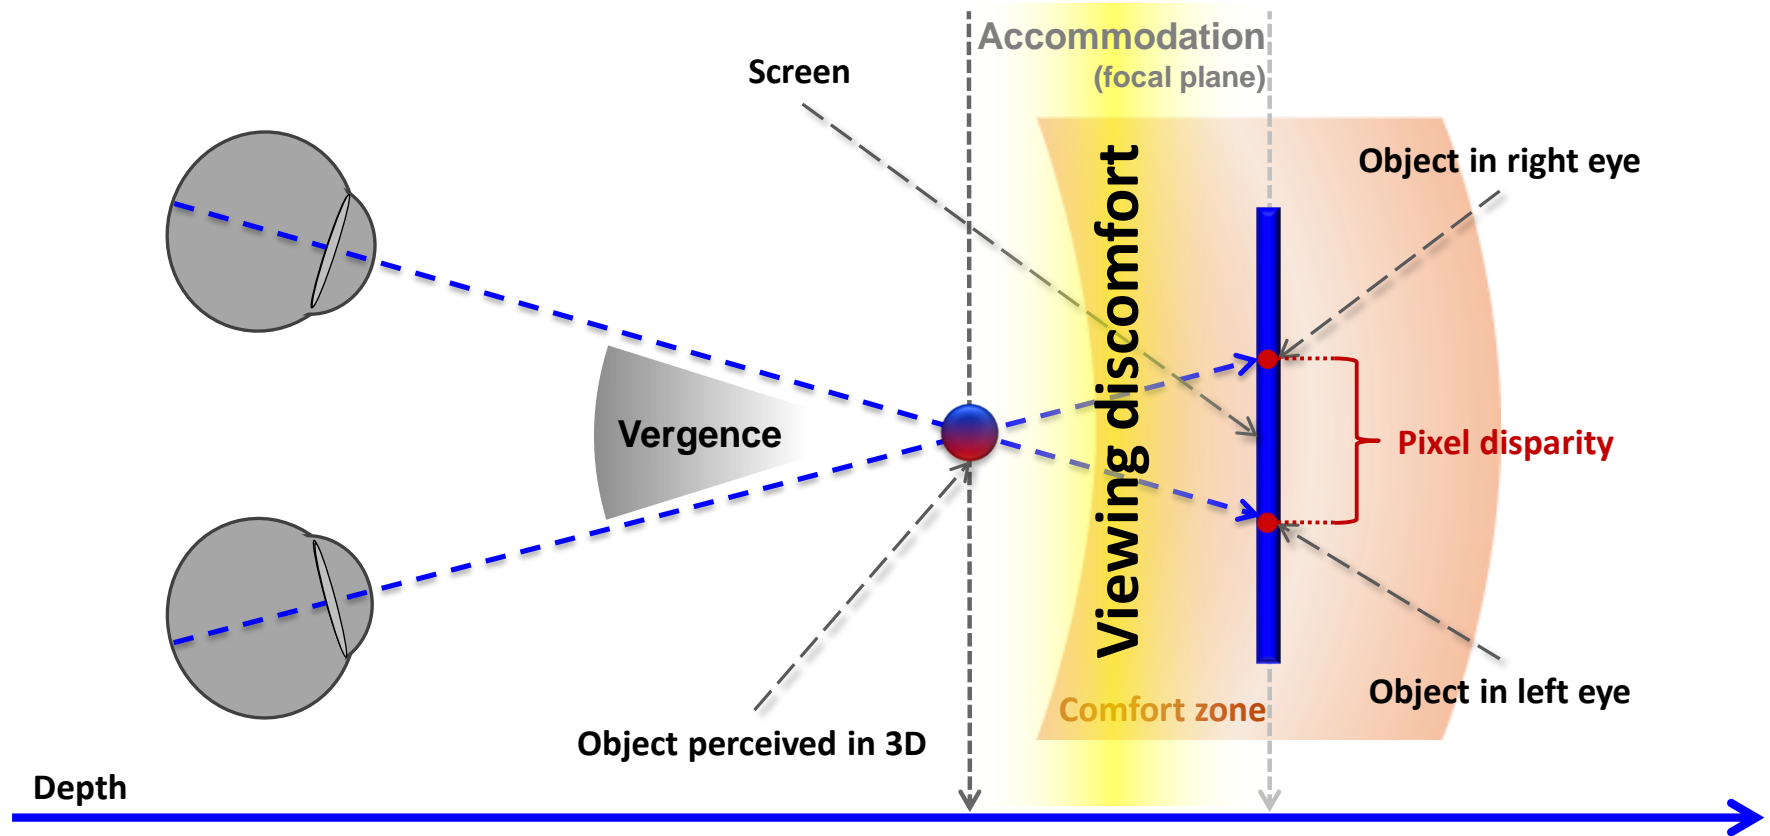 Accommodation
(focal plane)
Screen
Object in right eye
Viewing discomfort
Vergence
Pixel disparity
Object in left eye
Comfort zone
Object perceived in 3D
Depth